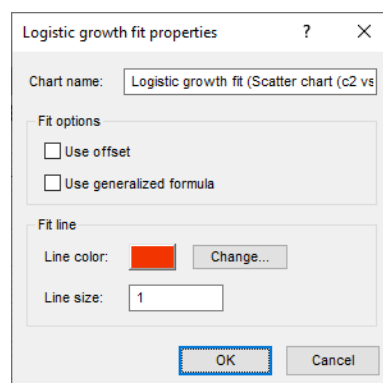 Logistic growth fit properties ?
Chart name: Logistic growth fit (Scatter chart (c2 vs
Fit options
Use offset
Use generalized formula
Fit line
Line color: Change...
Line size: 1
OK Cancel